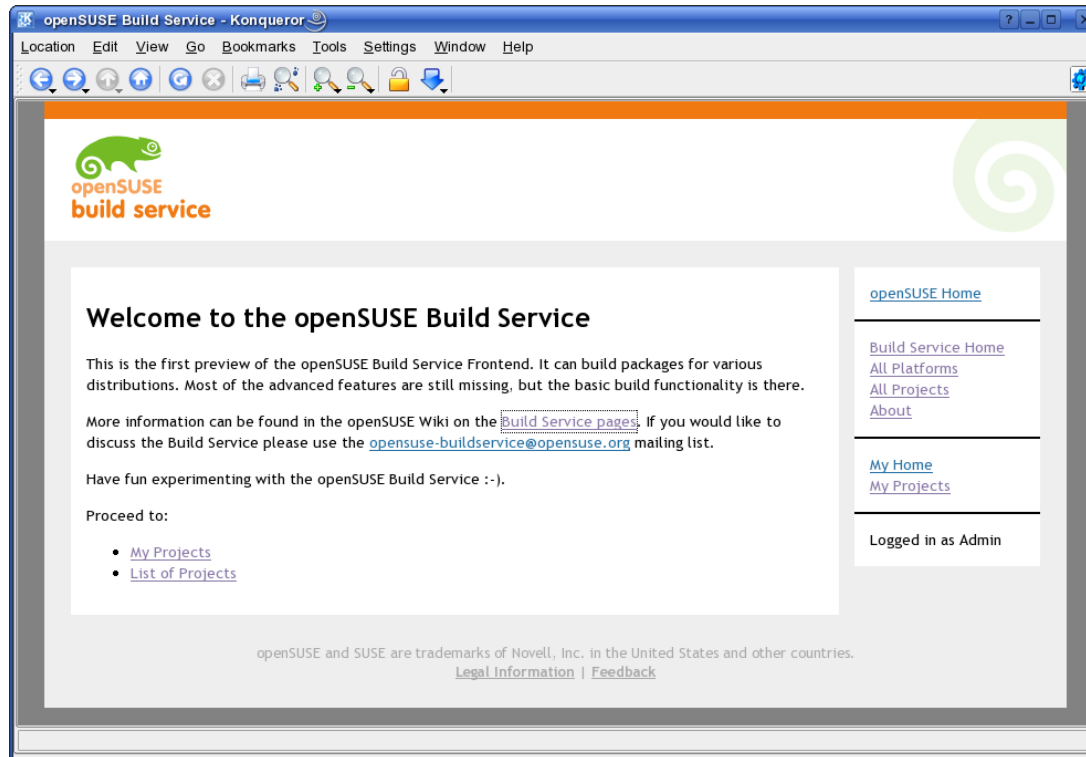 openSUSE Build Service - Konqueror
Location Edit View Go Bookmarks Tools Settings Window Help
openSUSE
build service
Welcome to the openSUSE Build Service
This is the first preview of the openSUSE Build Service Frontend. It can build packages for various
distributions. Most of the advanced features are still missing, but the basic build functionality is there.
More information can be found in the openSUSE Wiki on the Build Service pages. If you would like to
discuss the Build Service please use the opensuse-buildservice@opensuse.org mailing list.
Have fun experimenting with the openSUSE Build Service :-).
Proceed to:
• My Projects
• List of Projects
openSUSE Home
Build Service Home
All Platforms
All Projects
About
My Home
My Projects
Logged in as Admin
openSUSE and SUSE are trademarks of Novell, Inc. in the United States and other countries.
Legal Information | Feedback